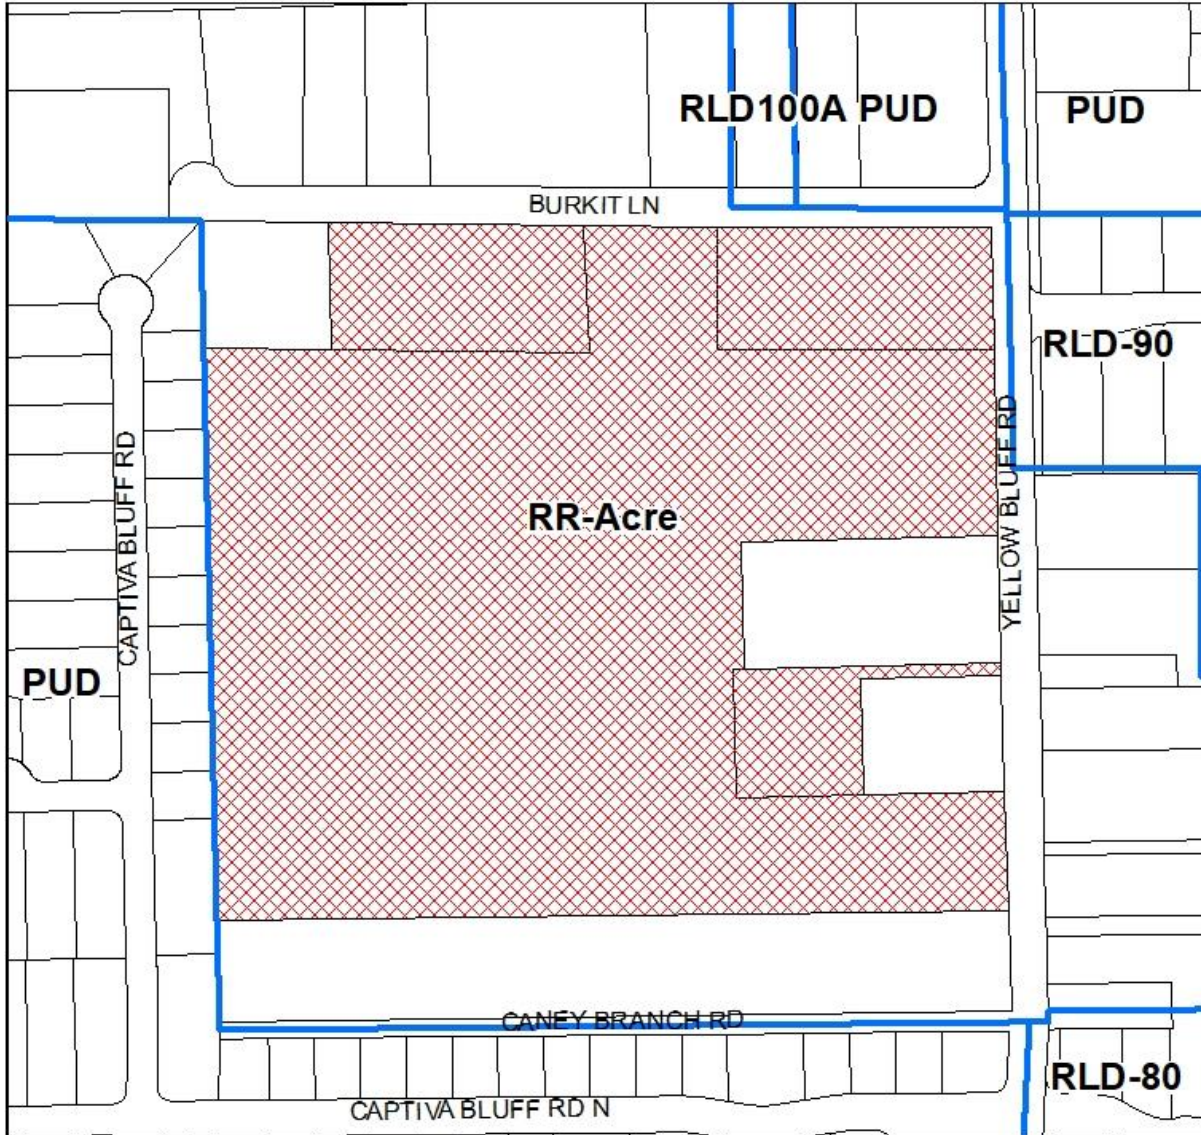 RLD100A PUD
PUD
BURKIT LN
RLD-90
CAPTIVA BLUFF RD
YELLOW BLUFF RD
RR-Acre
PUD
CANEY BRANCH RD
RLD-80
CAPTIVA BLUFF RD N